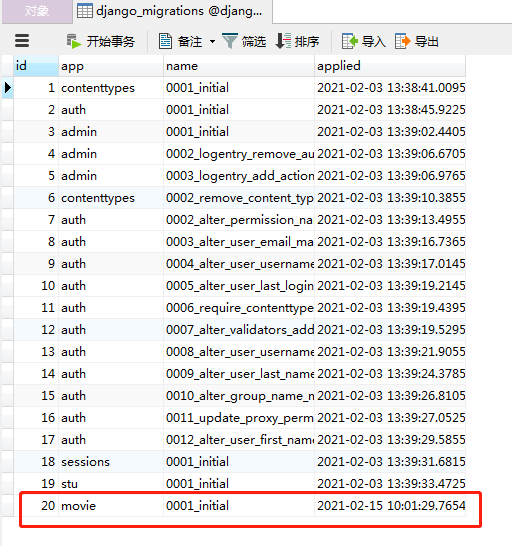 对象 django_migrations @djang...
开始事务 备注 筛选 排序 导入 导出
id app name applied
1 contenttypes 0001_initial 2021-02-03 13:38:41.0095
2 auth 0001_initial 2021-02-03 13:38:45.9225
3 admin 0001_initial 2021-02-03 13:39:02.4405
4 admin 0002_logentry_remove_au 2021-02-03 13:39:06.6705
5 admin 0003_logentry_add_action 2021-02-03 13:39:06.9765
6 contenttypes 0002_remove_content_typ 2021-02-03 13:39:10.3855
7 auth 0002_alter_permission_na 2021-02-03 13:39:13.4955
8 auth 0003_alter_user_email_ma 2021-02-03 13:39:16.7365
9 auth 0004_alter_user_username 2021-02-03 13:39:17.0145
10 auth 0005_alter_user_last_login 2021-02-03 13:39:19.2145
11 auth 0006_require_contenttype 2021-02-03 13:39:19.4395
12 auth 0007_alter_validators_add 2021-02-03 13:39:19.5295
13 auth 0008_alter_user_username 2021-02-03 13:39:21.9055
14 auth 0009_alter_user_last_name 2021-02-03 13:39:24.3785
15 auth 0010_alter_group_name_m 2021-02-03 13:39:26.8105
16 auth 0011_update_proxy_perm 2021-02-03 13:39:27.0525
17 auth 0012_alter_user_first_name 2021-02-03 13:39:29.5855
18 sessions 0001_initial 2021-02-03 13:39:31.6815
19 stu 0001_initial 2021-02-03 13:39:33.4725
20 movie 0001_initial 2021-02-15 10:01:29.7654